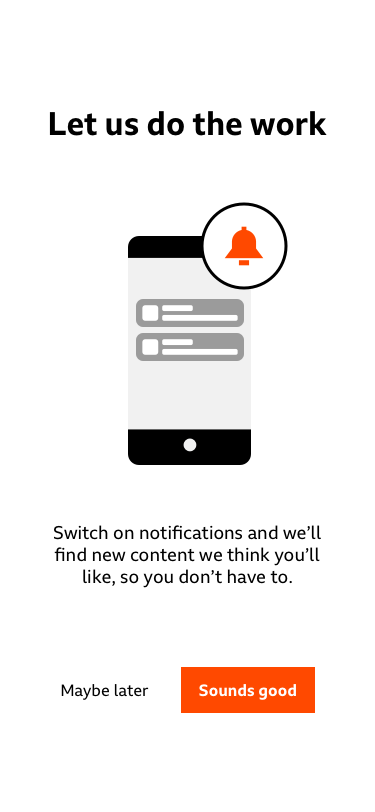 Let us do the work
Switch on notifications and we’ll
find new content we think you’ll
like, so you don’t have to.
Maybe later
Sounds good